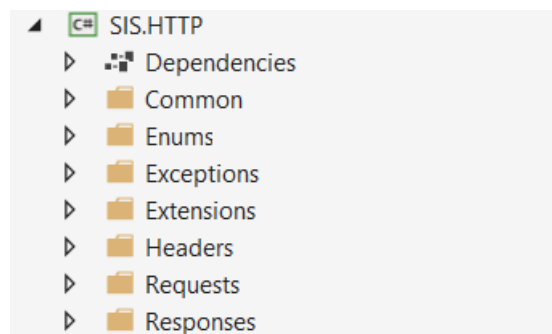 C# SIS.HTTP
Dependencies
Common
Enums
Exceptions
Extensions
Headers
Requests
Responses